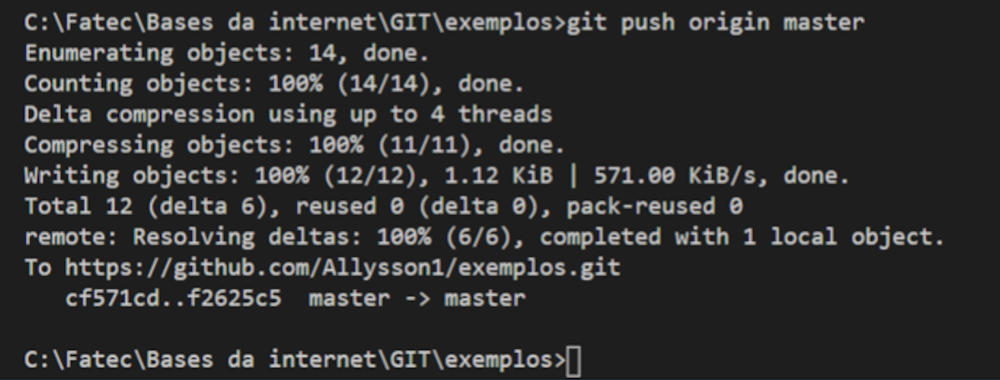 C:\Fatec\Bases da internet\GIT\exemplos>git push origin master
Enumerating objects: 14, done.
Counting objects: 100% (14/14), done.
Delta compression using up to 4 threads
Compressing objects: 100% (11/11), done.
Writing objects: 100% (12/12), 1.12 KiB | 571.00 KiB/s, done.
Total 12 (delta 6), reused 0 (delta 0), pack-reused 0
remote: Resolving deltas: 100% (6/6), completed with 1 local object.
To https://github.com/Allysson1/exemplos.git
   cf571cd..f2625c5  master -> master
C:\Fatec\Bases da internet\GIT\exemplos>